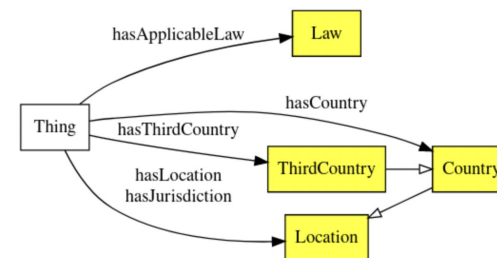 hasApplicableLaw
Law
hasCountry
Thing
hasThirdCountry
ThirdCountry
Country
hasLocation
hasJurisdiction
Location